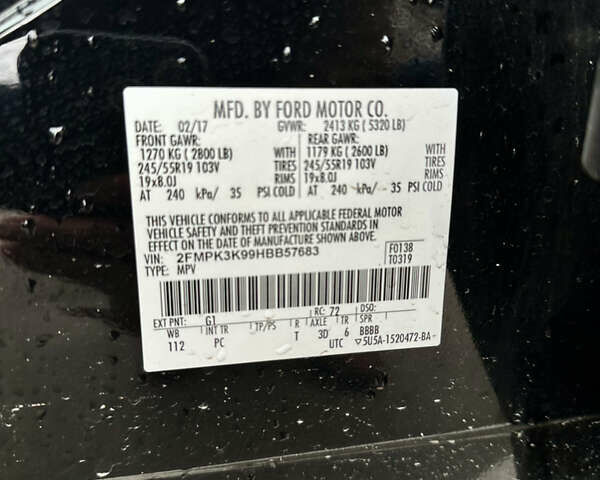 MFD. BY FORD MOTOR CO.
DATE: 02/17 GVWR: 2413 KG ( 5320 LB)
FRONT GAWR: REAR GAWR:
1270 KG ( 2800 LB) WITH 1179 KG ( 2600 LB) WITH
245/55R19 103V TIRES 245/55R19 103V TIRES
19x8.0J RIMS 19x8.0J RIMS
AT 240 kPa/ 35 PSI COLD AT 240 kPa/ 35 PSI COLD
THIS VEHICLE CONFORMS TO ALL APPLICABLE FEDERAL MOTOR
VEHICLE SAFETY AND THEFT PREVENTION STANDARDS IN
EFFECT ON THE DATE OF MANUFACTURE SHOWN ABOVE.
VIN: 2FMPK3K99HBB57683 F0138
TYPE: MPV T0319
EXT PNT: G1 RC: 72 DSO:
WB INT TR TP/PS R AXLE TR SPR
112 PC T 3D 6 BBBB
UTC ▽5U5A-1520472-BA-